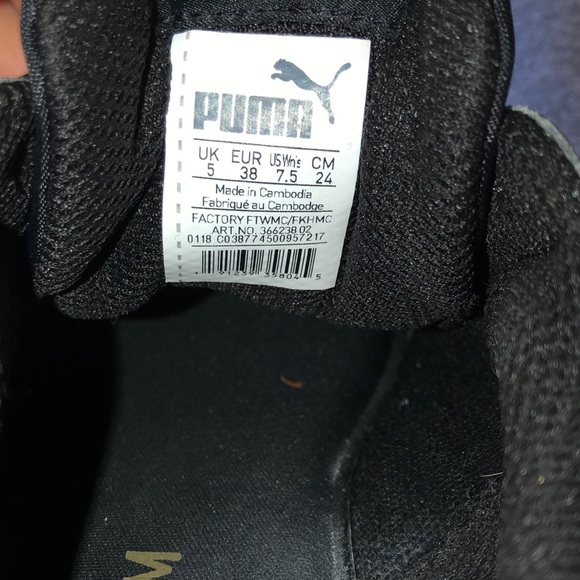 PUMA
UK EUR US Wn's CM
5 38 7.5 24
Made in Cambodia
Fabriqué au Cambodge
FACTORY FTWMC/FKHMC
ART.NO. 366238 02
0118 C038774500957217